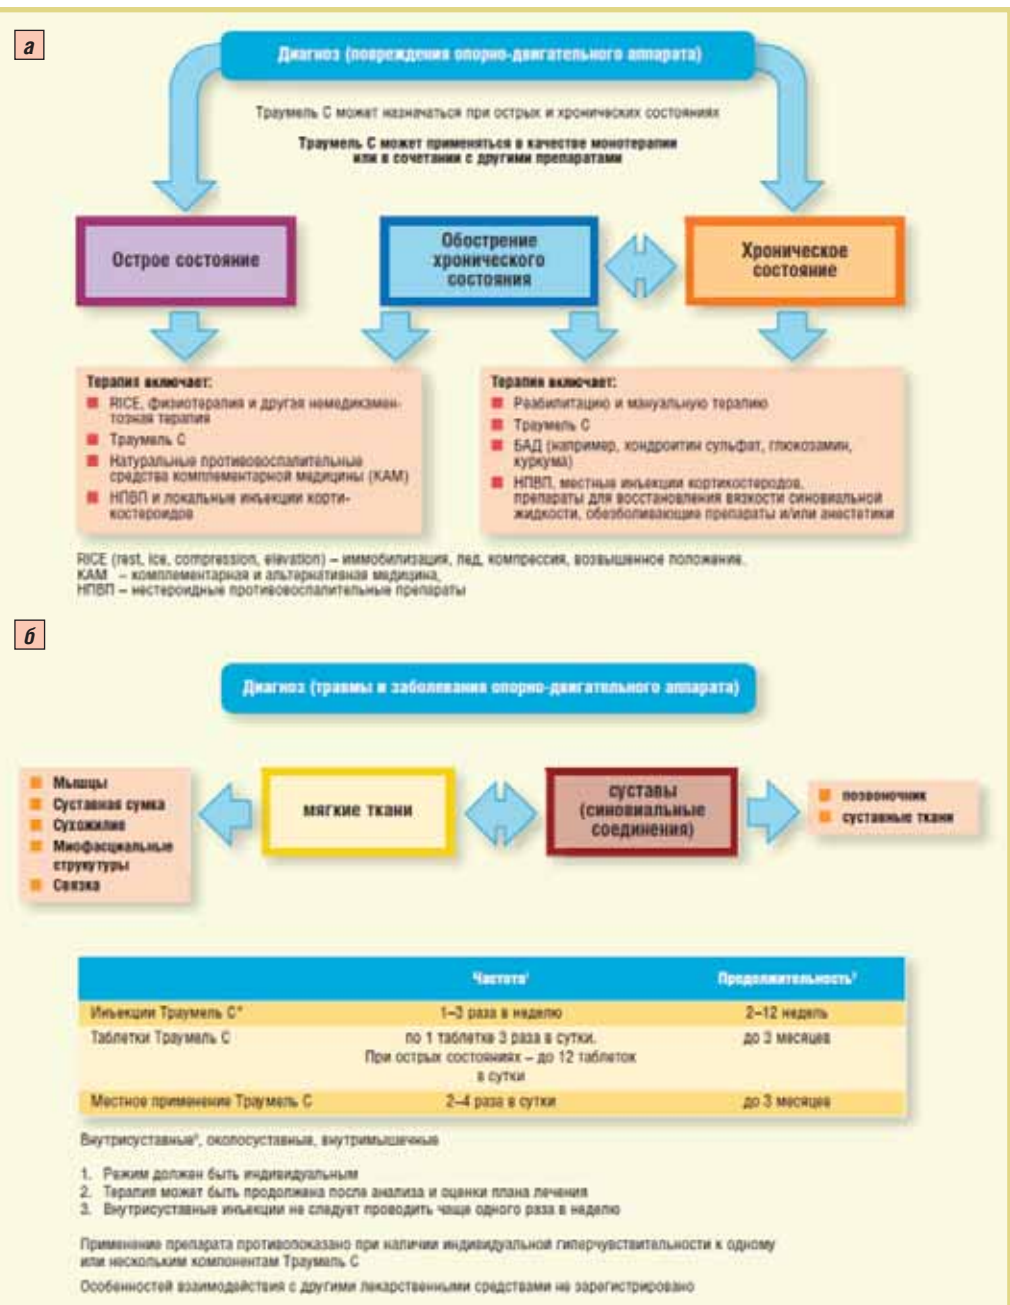 а
Диагноз (повреждения опорно-двигательного аппарата)
Траумель С может назначаться при острых и хронических состояниях
Траумель С может применяться в качестве монотерапии
или в сочетании с другими препаратами
Острое состояние
Обострение
хронического
состояния
Хроническое
состояние
Терапия включает:
RICE, физиотерапия и другая немедикамен-
тозная терапия
Траумель С
Натуральные противовоспалительные
средства комплементарной медицины (КАМ)
НПВП и локальные инъекции корти-
костероидов
Терапия включает:
Реабилитацию и мануальную терапию
Траумель С
БАД (например, хондроитин сульфат, глюкозамин,
куркума)
НПВП, местные инъекции кортикостеродов,
препараты для восстановления вязкости синовиальной
жидкости, обезболивающие препараты и/или анестетики
RICE (rest, ice, compression, elevation) – иммобилизация, лед, компрессия, возвышенное положение.
КАМ – комплементарная и альтернативная медицина,
НПВП – нестероидные противовоспалительные препараты
б
Диагноз (травмы и заболевания опорно-двигательного аппарата)
Мышцы
Суставная сумка
Сухожилие
Миофасциальные
струкутуры
Связка
мягкие ткани
суставы
(синовиальные
соединения)
позвоночник
суставные ткани
Частота¹ Продолжительность²
Инъекции Траумель С* 1–3 раза в неделю 2–12 недель
Таблетки Траумель С по 1 таблетке 3 раза в сутки. до 3 месяцев
При острых состояниях – до 12 таблеток
в сутки
Местное применение Траумель С 2–4 раза в сутки до 3 месяцев
Внутрисуставные³, околосуставные, внутримышечные
1. Режим должен быть индивидуальным
2. Терапия может быть продолжена после анализа и оценки плана лечения
3. Внутрисуставные инъекции не следует проводить чаще одного раза в неделю
Применение препарата противопоказано при наличии индивидуальной гиперчувствительности к одному
или нескольким компонентам Траумель С
Особенностей взаимодействия с другими лекарственными средствами не зарегистрировано